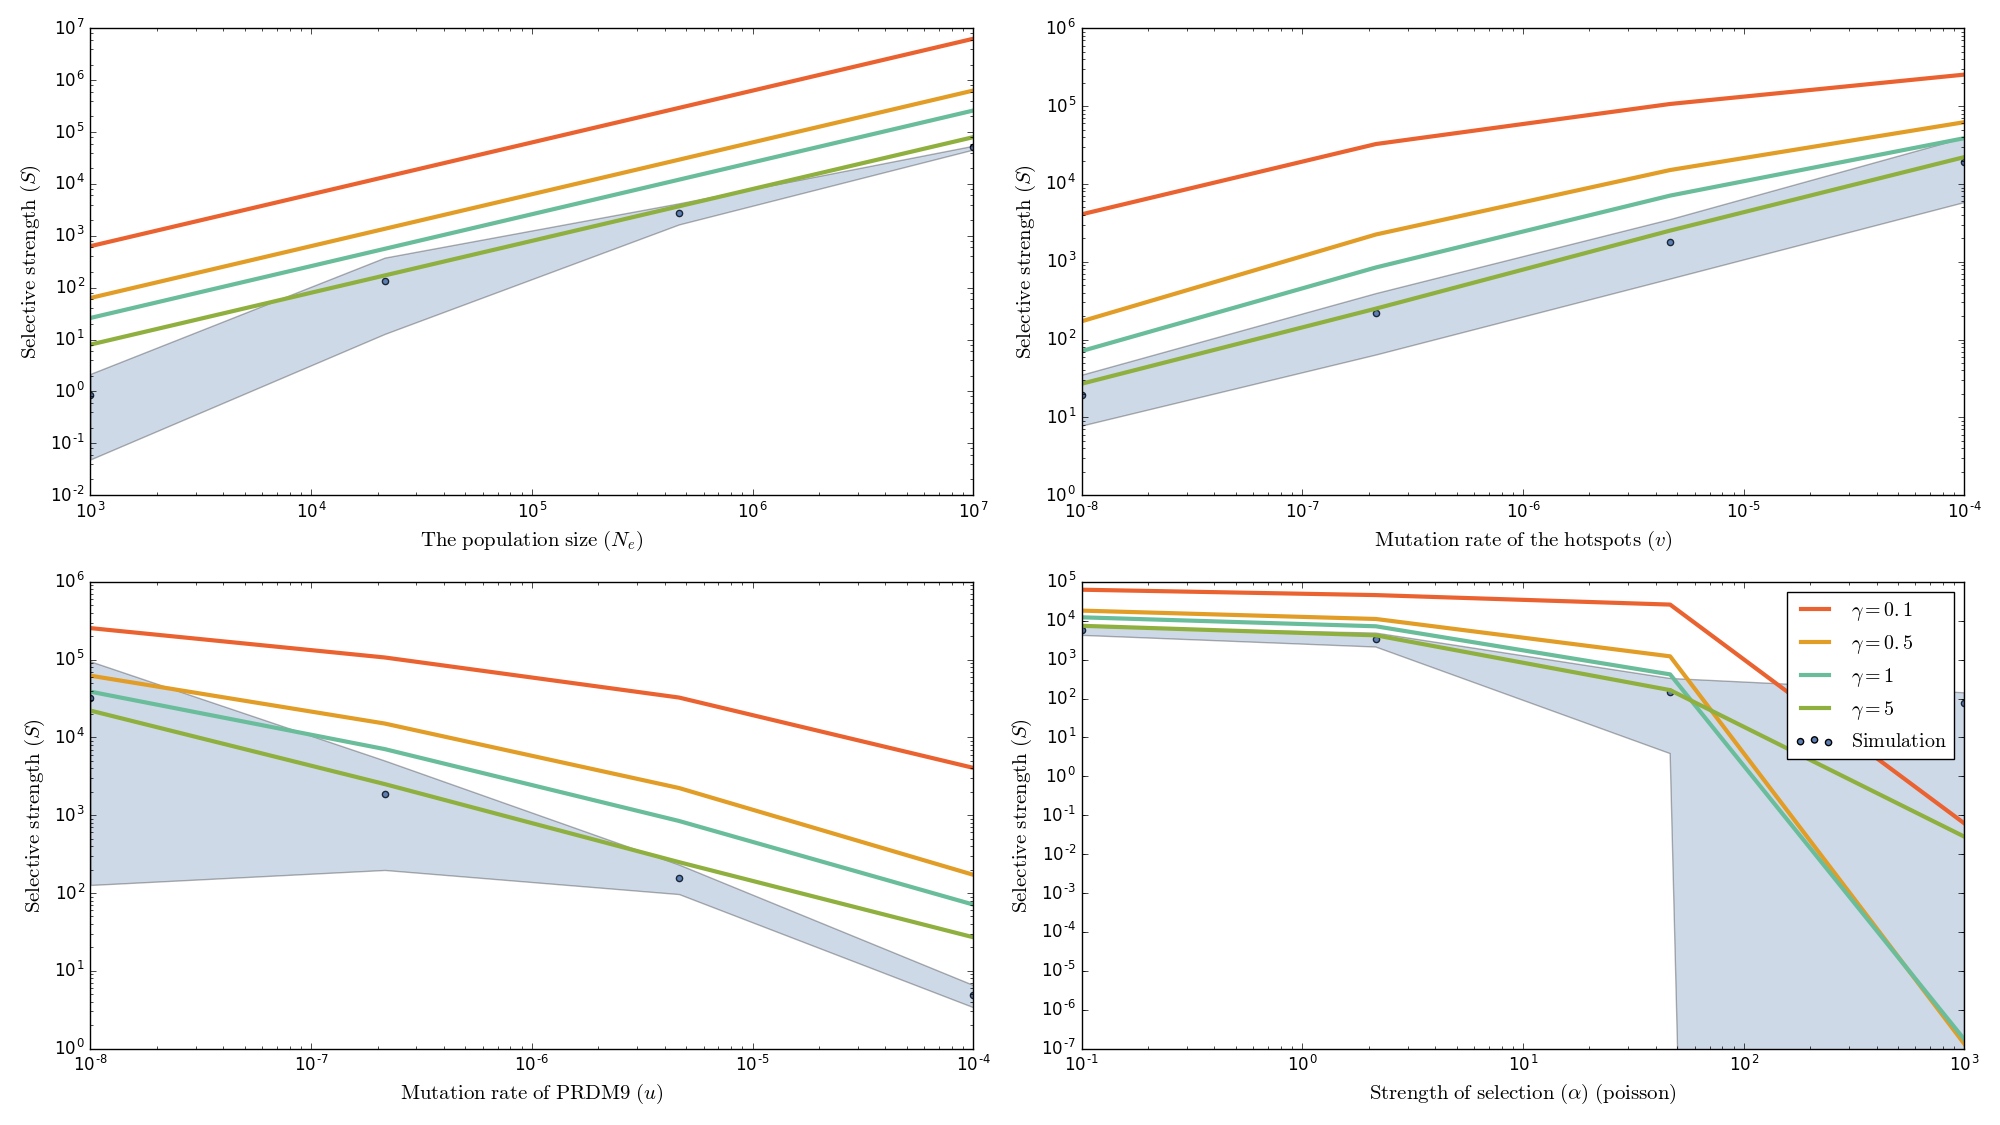 10^7
10^6
10^5
10^4
10^3
10^2
10^1
10^0
10^-1
10^-2
Selective strength (S)
10^3 10^4 10^5 10^6 10^7
The population size (N_e)
10^6
10^5
10^4
10^3
10^2
10^1
10^0
Selective strength (S)
10^-8 10^-7 10^-6 10^-5 10^-4
Mutation rate of the hotspots (v)
10^6
10^5
10^4
10^3
10^2
10^1
10^0
Selective strength (S)
10^-8 10^-7 10^-6 10^-5 10^-4
Mutation rate of PRDM9 (u)
10^5
10^4
10^3
10^2
10^1
10^0
10^-1
10^-2
10^-3
10^-4
10^-5
10^-6
10^-7
Selective strength (S)
10^-1 10^0 10^1 10^2 10^3
Strength of selection (α) (poisson)
γ = 0.1
γ = 0.5
γ = 1
γ = 5
Simulation